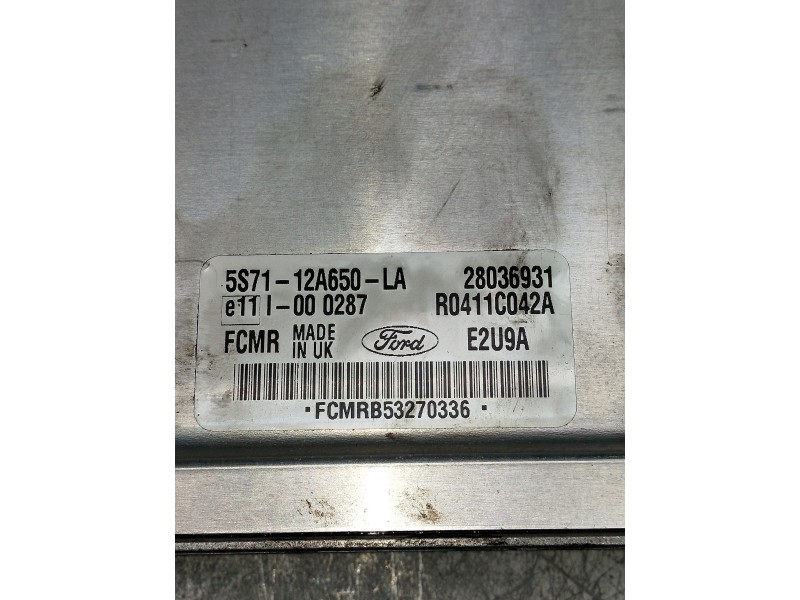 5S71-12A650-LA 28036931
e11 I-00 0287 R0411C042A
FCMR MADE IN UK Ford E2U9A
·FCMRB53270336·